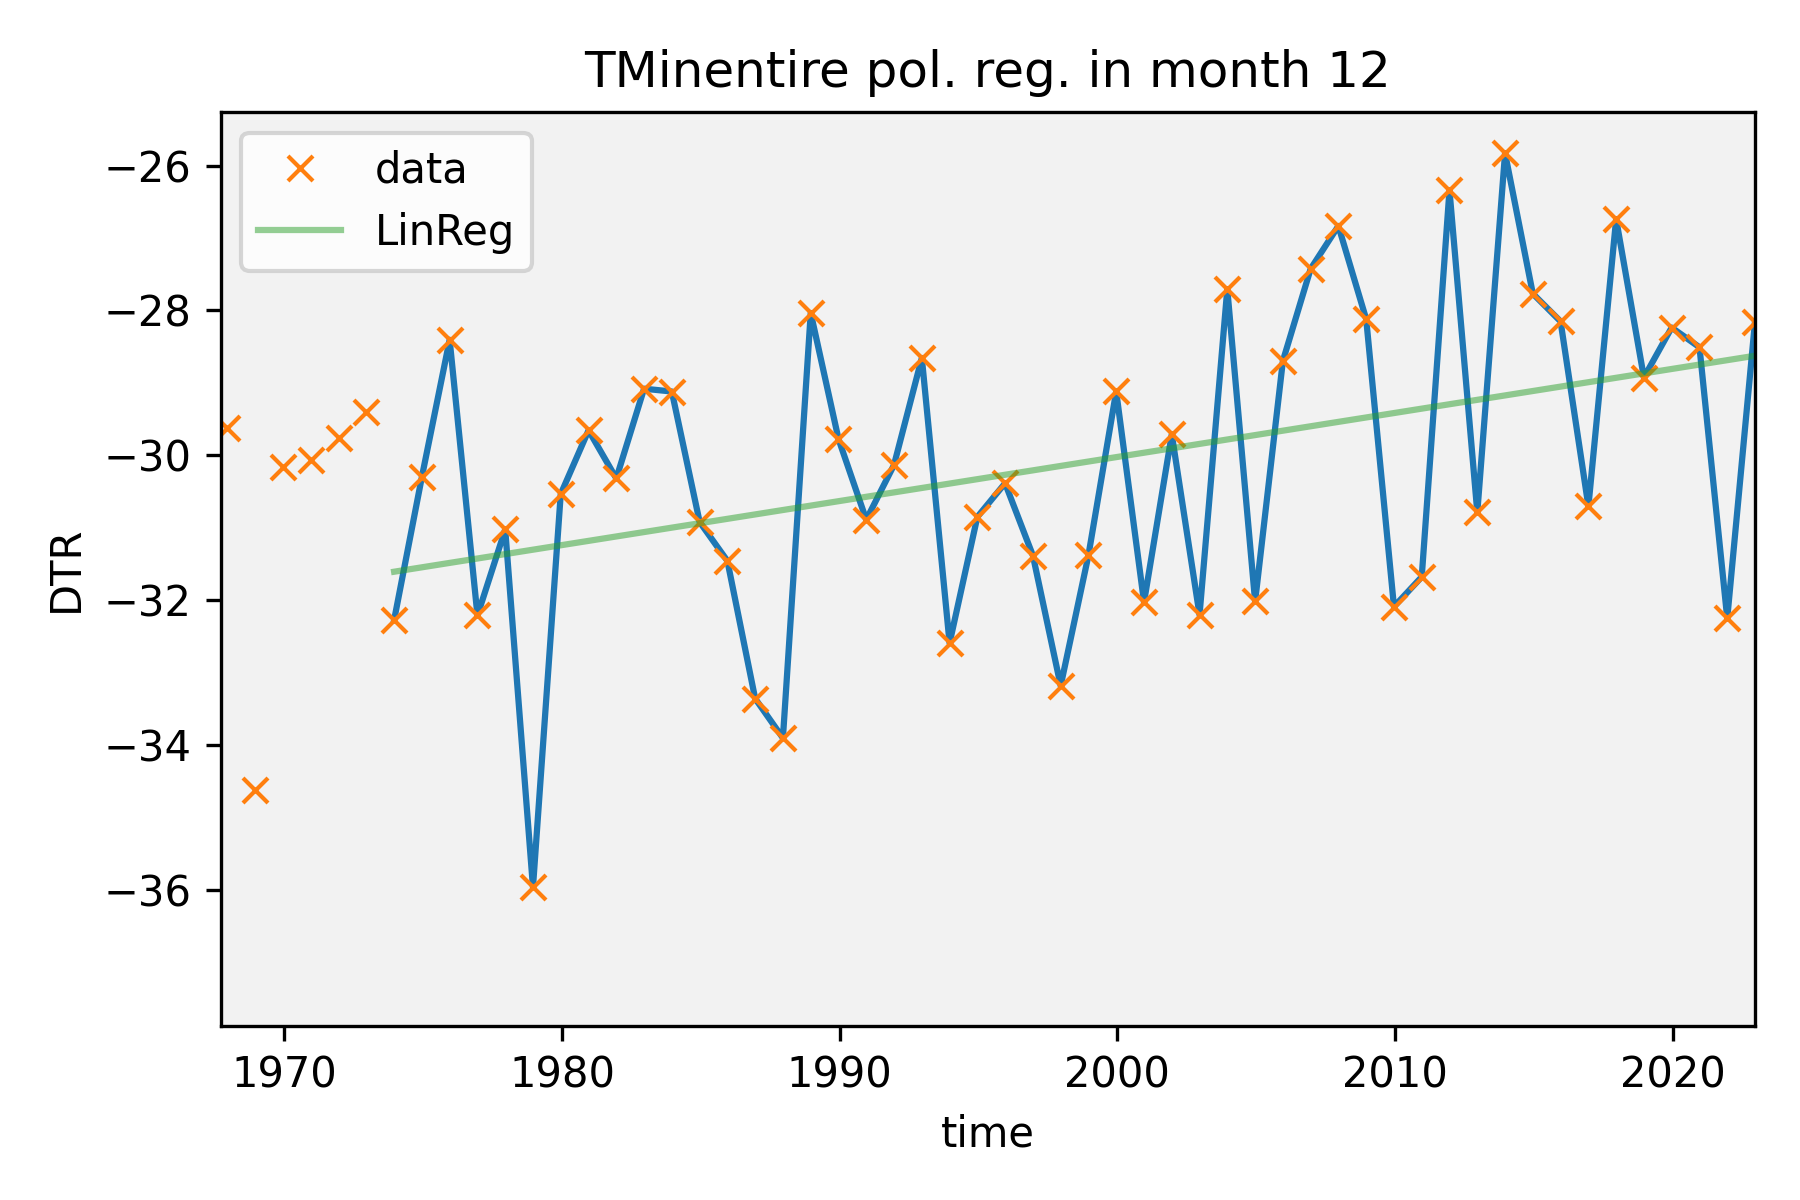 TMinentire pol. reg. in month 12
data
LinReg
−26
−28
−30
−32
−34
−36
DTR
1970 1980 1990 2000 2010 2020
time